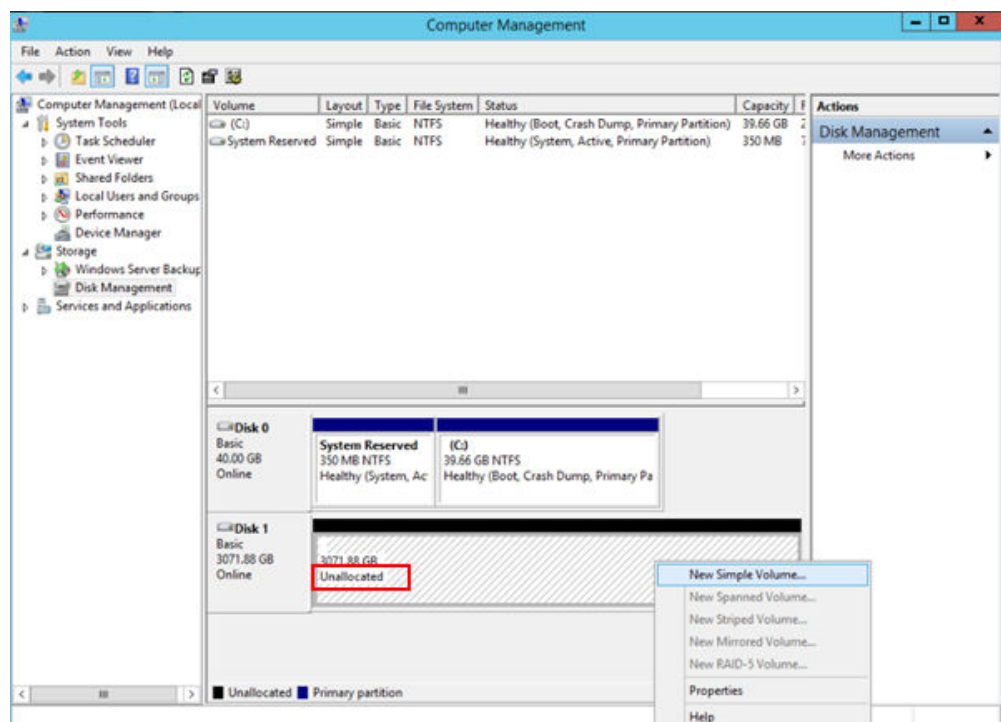 Computer Management
File Action View Help
Computer Management (Local
System Tools
Task Scheduler
Event Viewer
Shared Folders
Local Users and Groups
Performance
Device Manager
Storage
Windows Server Backup
Disk Management
Services and Applications
Volume Layout Type File System Status Capacity F
(C:) Simple Basic NTFS Healthy (Boot, Crash Dump, Primary Partition) 39.66 GB
System Reserved Simple Basic NTFS Healthy (System, Active, Primary Partition) 350 MB
Actions
Disk Management
More Actions
Disk 0
Basic
40.00 GB
Online
System Reserved
350 MB NTFS
Healthy (System, Ac
(C:)
39.66 GB NTFS
Healthy (Boot, Crash Dump, Primary Pa
Disk 1
Basic
3071.88 GB
Online
3071.88 GB
Unallocated
New Simple Volume...
New Spanned Volume...
New Striped Volume...
New Mirrored Volume...
New RAID-5 Volume...
Properties
Help
Unallocated Primary partition